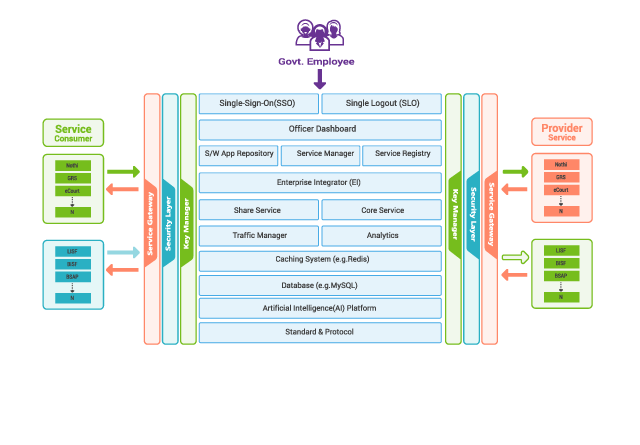 Govt. Employee
Single-Sign-On(SSO)
Single Logout (SLO)
Officer Dashboard
S/W App Repository
Service Manager
Service Registry
Enterprise Integrator (EI)
Share Service
Core Service
Traffic Manager
Analytics
Caching System (e.g.Redis)
Database (e.g.MySQL)
Artificial Intelligence(AI) Platform
Standard & Protocol
Service
Consumer
Nothi
GRS
eCourt
N
LISF
BISF
BSAP
N
Service Gateway
Security Layer
Key Manager
Key Manager
Security Layer
Service Gateway
Provider
Service
Nothi
GRS
eCourt
N
LISF
BISF
BSAP
N